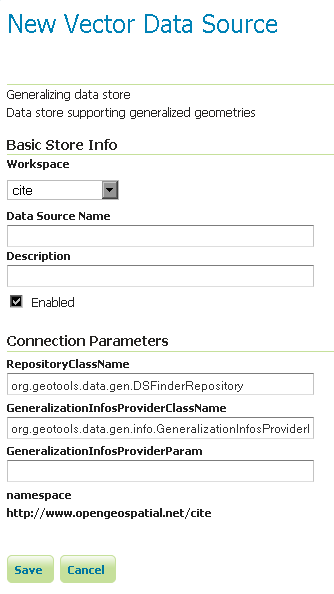 New Vector Data Source
Generalizing data store
Data store supporting generalized geometries
Basic Store Info
Workspace
cite
Data Source Name
Description
Enabled
Connection Parameters
RepositoryClassName
org.geotools.data.gen.DSFinderRepository
GeneralizationInfosProviderClassName
org.geotools.data.gen.info.GeneralizationInfosProviderI
GeneralizationInfosProviderParam
namespace
http://www.opengeospatial.net/cite
Save Cancel